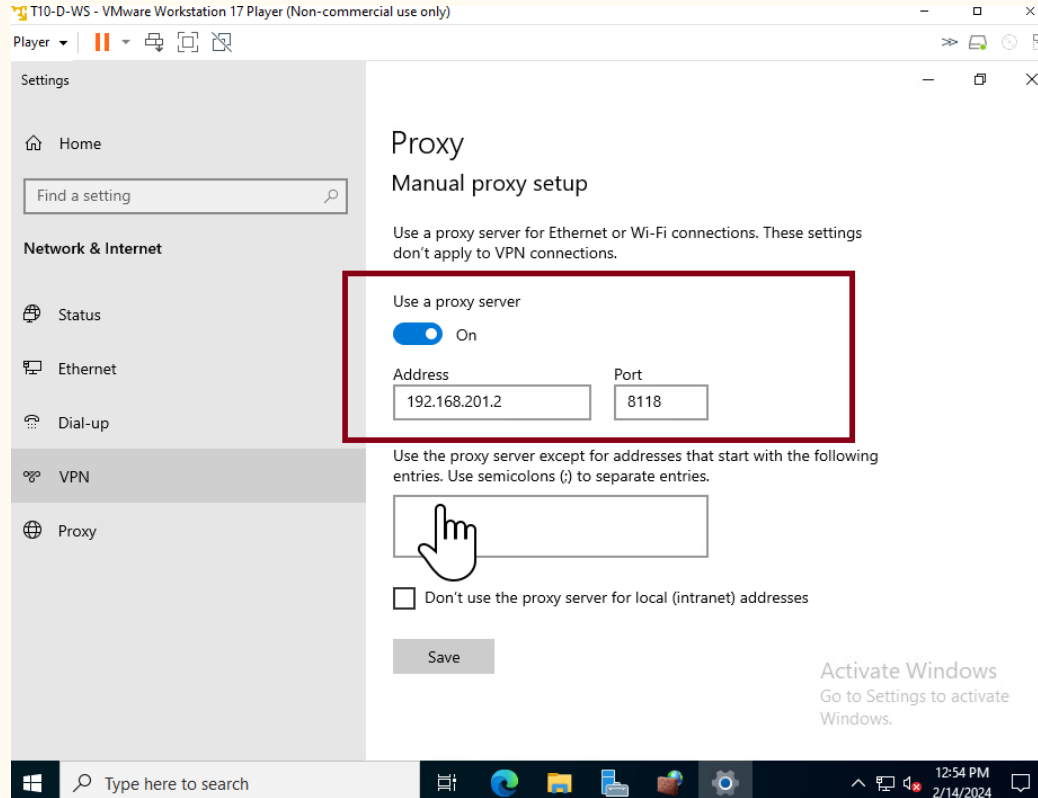 T10-D-WS - VMware Workstation 17 Player (Non-commercial use only)
Player
Settings
Home
Find a setting
Network & Internet
Status
Ethernet
Dial-up
VPN
Proxy
Proxy
Manual proxy setup
Use a proxy server for Ethernet or Wi-Fi connections. These settings
don't apply to VPN connections.
Use a proxy server
On
Address Port
192.168.201.2 8118
Use the proxy server except for addresses that start with the following
entries. Use semicolons (;) to separate entries.
Don't use the proxy server for local (intranet) addresses
Save
Activate Windows
Go to Settings to activate
Windows.
Type here to search
12:54 PM
2/14/2024